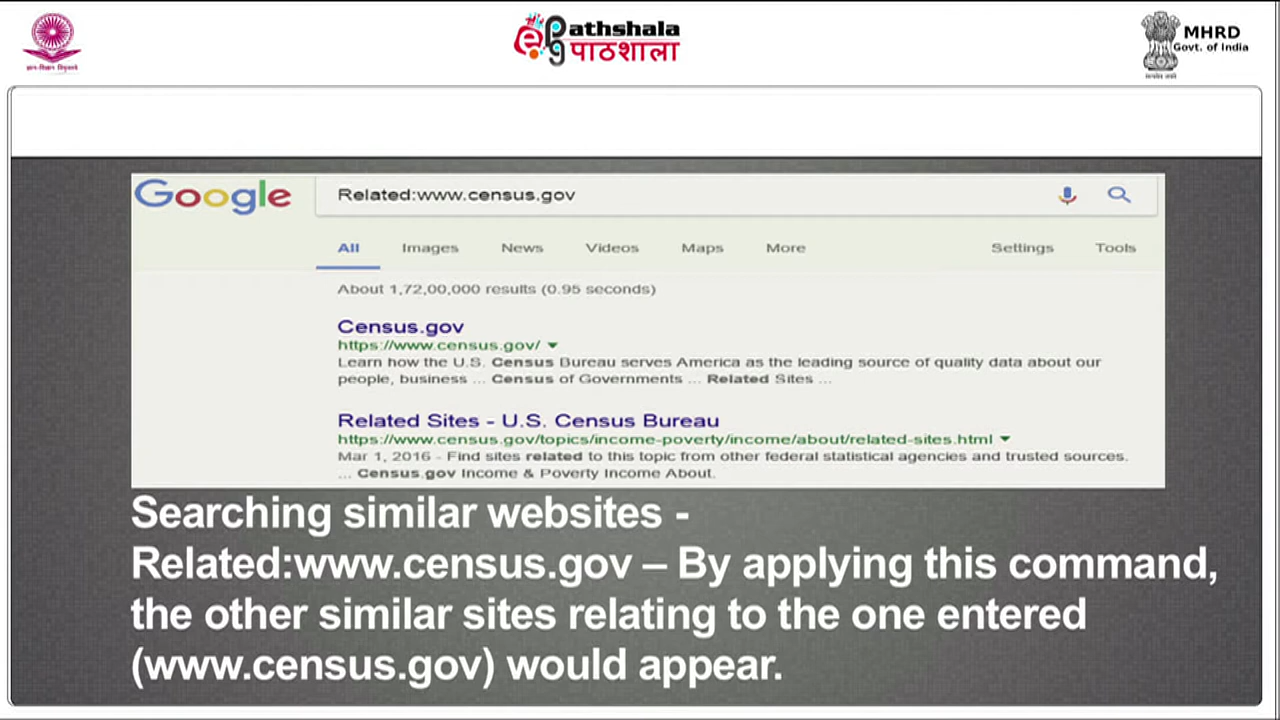 ePathshala
पाठशाला
MHRD
Govt. of India
सत्यमेव जयते
Google
Related:www.census.gov
All Images News Videos Maps More Settings Tools
About 1,72,00,000 results (0.95 seconds)
Census.gov
https://www.census.gov/
Learn how the U.S. Census Bureau serves America as the leading source of quality data about our
people, business ... Census of Governments ... Related Sites ...
Related Sites - U.S. Census Bureau
https://www.census.gov/topics/income-poverty/income/about/related-sites.html
Mar 1, 2016 - Find sites related to this topic from other federal statistical agencies and trusted sources.
... Census.gov Income & Poverty Income About.
Searching similar websites -
Related:www.census.gov – By applying this command,
the other similar sites relating to the one entered
(www.census.gov) would appear.